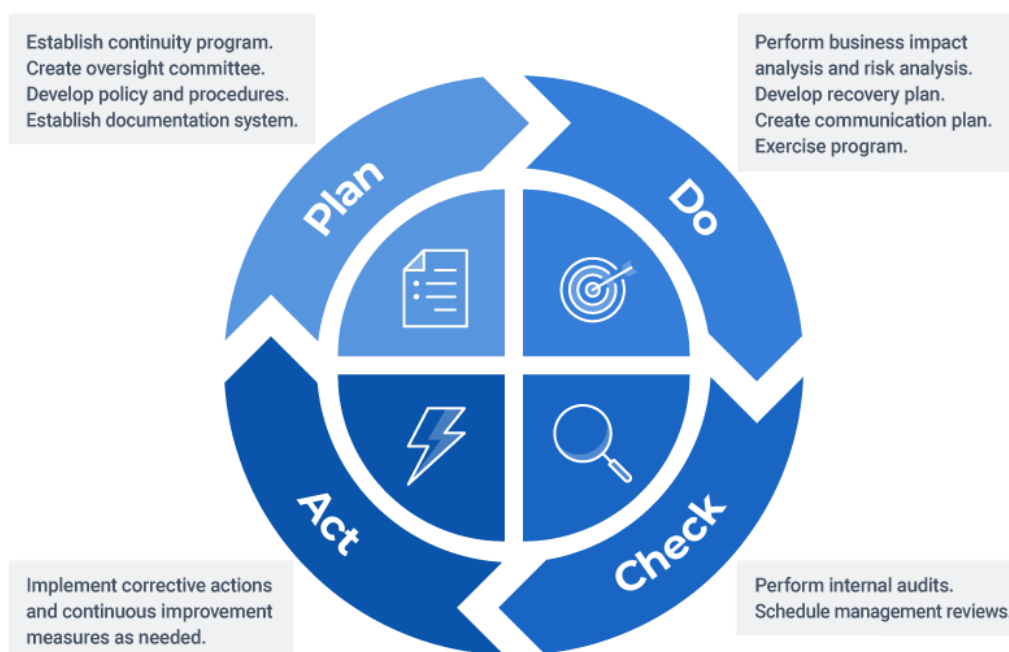 Establish continuity program.
Create oversight committee.
Develop policy and procedures.
Establish documentation system.
Perform business impact
analysis and risk analysis.
Develop recovery plan.
Create communication plan.
Exercise program.
Plan
Do
Act
Check
Implement corrective actions
and continuous improvement
measures as needed.
Perform internal audits.
Schedule management reviews.